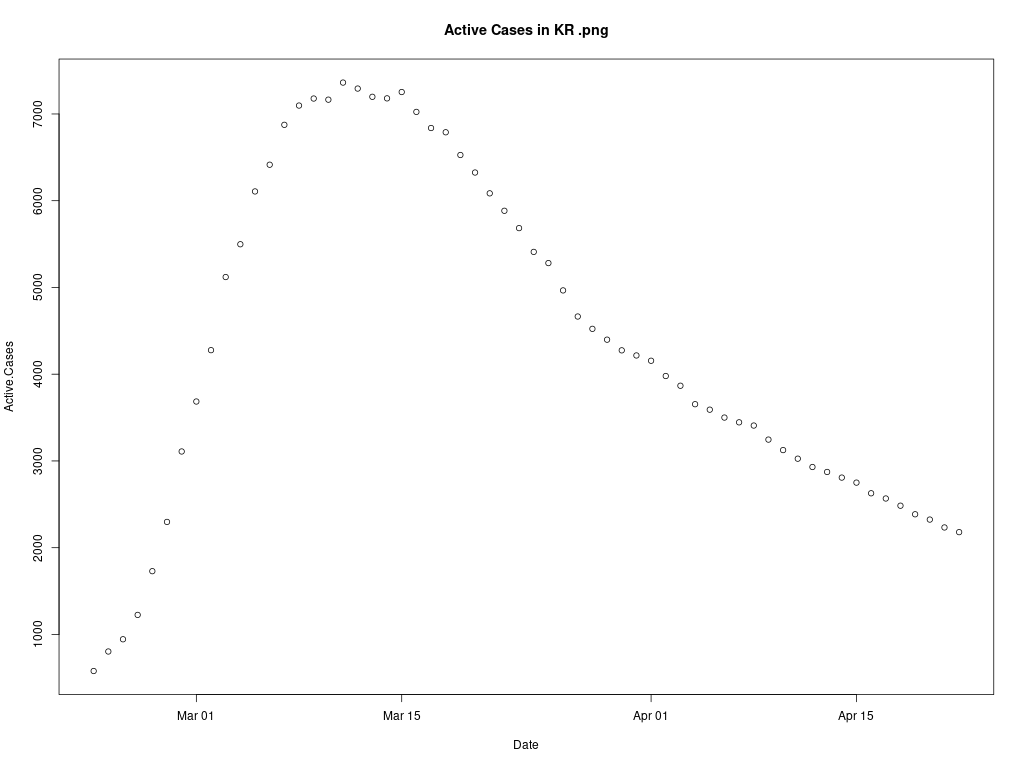 Active Cases in KR .png
7000
6000
5000
4000
3000
2000
1000
Active.Cases
Mar 01
Mar 15
Apr 01
Apr 15
Date